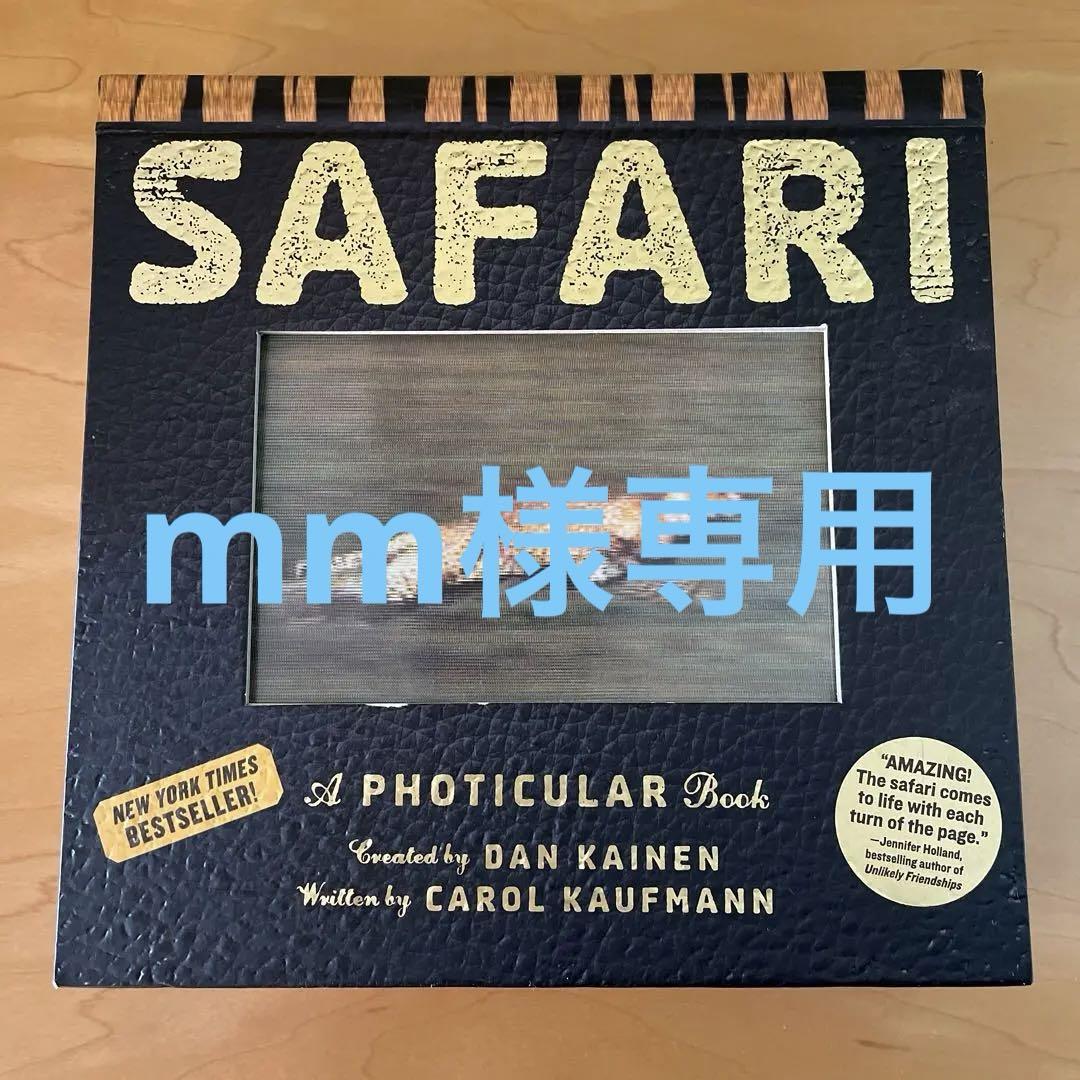 SAFARI
mm様専用
NEW YORK TIMES
BESTSELLER!
A PHOTICULAR Book
Created by DAN KAINEN
Written by CAROL KAUFMANN
“AMAZING!
The safari comes
to life with each
turn of the page.”
—Jennifer Holland,
bestselling author of
Unlikely Friendships